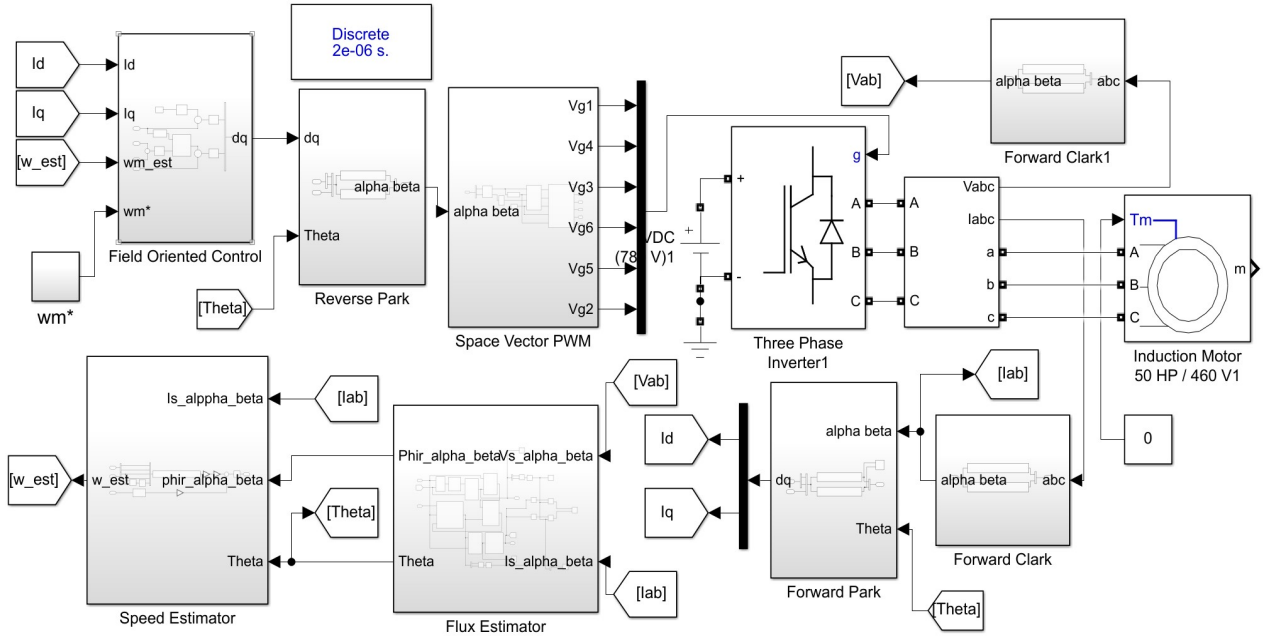 Discrete
2e-06 s.
Id
Iq
[w_est]
Id
Iq
wm_est
wm*
dq
Field Oriented Control
wm*
dq
alpha beta
Theta
Reverse Park
[Theta]
alpha beta
Vg1
Vg4
Vg3
Vg6
Vg5
Vg2
Space Vector PWM
VDC
(78
V)1
+
+
-
g
A
B
C
Three Phase
Inverter1
[Vab]
alpha beta
abc
Forward Clark1
Vabc
Iabc
A
B
C
a
b
c
Tm
A
B
C
m
Induction Motor
50 HP / 460 V1
0
[w_est]
w_est
Is_alppha_beta
phir_alpha_beta
Theta
Speed Estimator
[Iab]
[Theta]
Phir_alpha_beta
Vs_alpha_beta
Theta
Is_alpha_beta
Flux Estimator
[Vab]
[Iab]
Id
Iq
dq
alpha beta
Theta
Forward Park
[Theta]
[Iab]
alpha beta
abc
Forward Clark